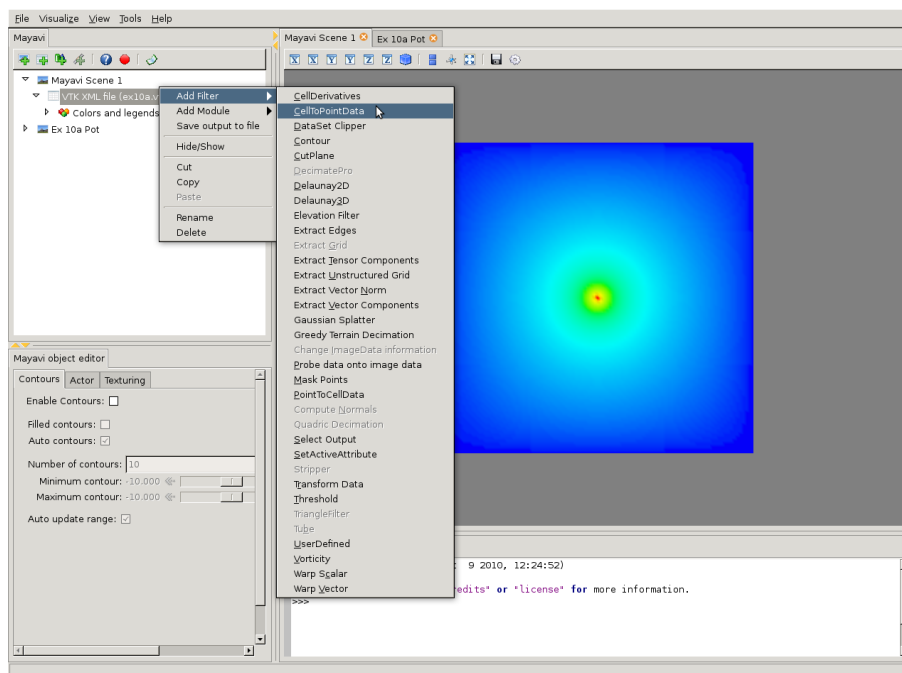 File Visualize View Tools Help
Mayavi
Mayavi Scene 1
VTK XML file (ex10a.v
Colors and legends
Ex 10a Pot
Add Filter
Add Module
Save output to file
Hide/Show
Cut
Copy
Paste
Rename
Delete
CellDerivatives
CellToPointData
DataSet Clipper
Contour
CutPlane
DecimatePro
Delaunay2D
Delaunay3D
Elevation Filter
Extract Edges
Extract Grid
Extract Tensor Components
Extract Unstructured Grid
Extract Vector Norm
Extract Vector Components
Gaussian Splatter
Greedy Terrain Decimation
Change ImageData information
Probe data onto image data
Mask Points
PointToCellData
Compute Normals
Quadric Decimation
Select Output
SetActiveAttribute
Stripper
Transform Data
Threshold
TriangleFilter
Tube
UserDefined
Vorticity
Warp Scalar
Warp Vector
Mayavi Scene 1 Ex 10a Pot
X X Y Y Z Z
Mayavi object editor
Contours Actor Texturing
Enable Contours:
Filled contours:
Auto contours:
Number of contours: 10
Minimum contour: -10.000
Maximum contour: -10.000
Auto update range:
: 9 2010, 12:24:52)
edits" or "license" for more information.
>>>